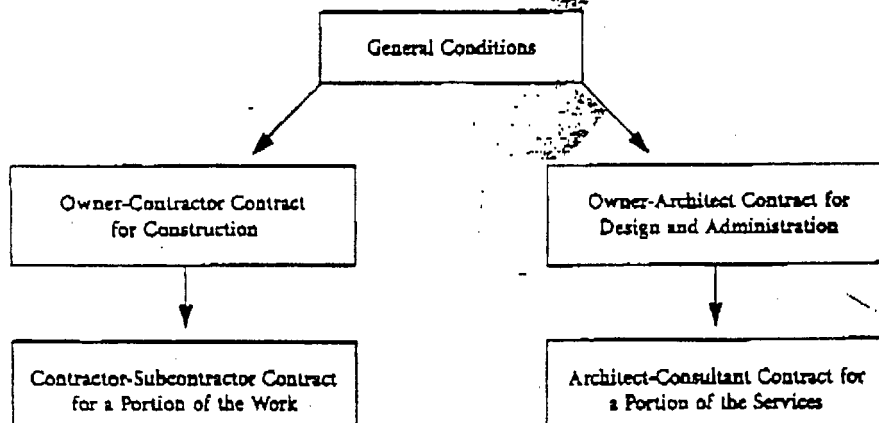 General Conditions
Owner-Contractor Contract
for Construction
Owner-Architect Contract for
Design and Administration
Contractor-Subcontractor Contract
for a Portion of the Work
Architect-Consultant Contract for
a Portion of the Services